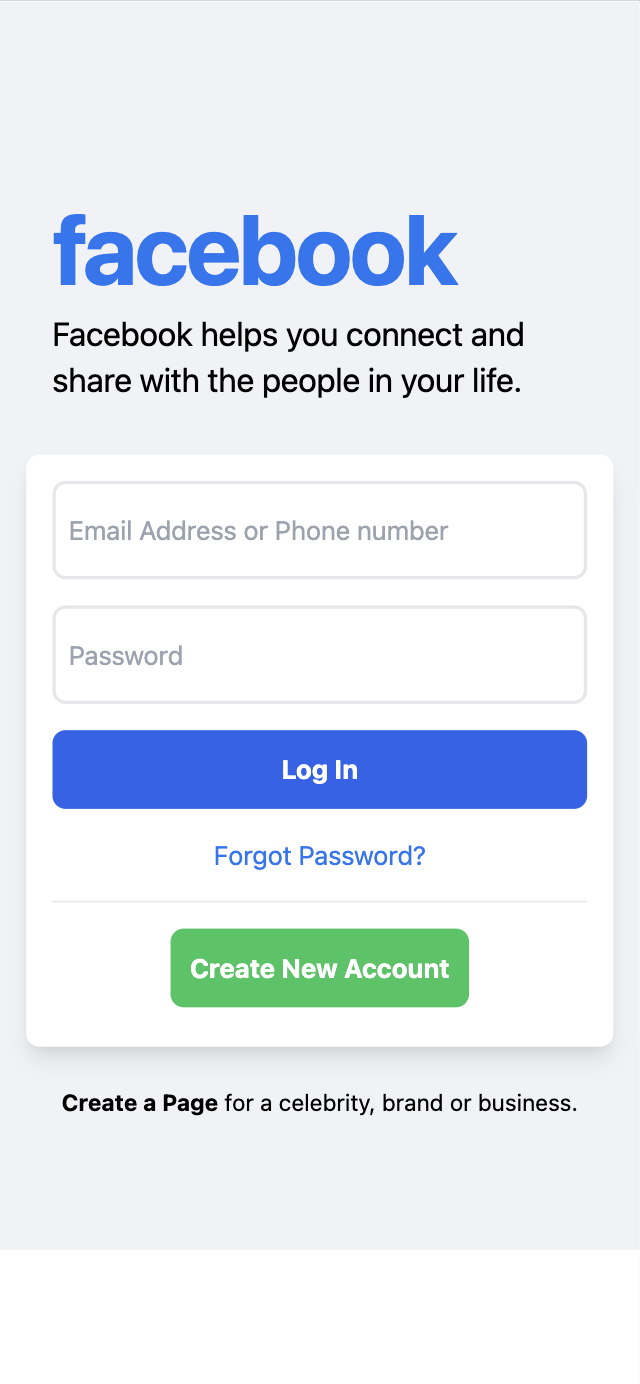 facebook
Facebook helps you connect and
share with the people in your life.
Email Address or Phone number
Password
Log In
Forgot Password?
Create New Account
Create a Page for a celebrity, brand or business.